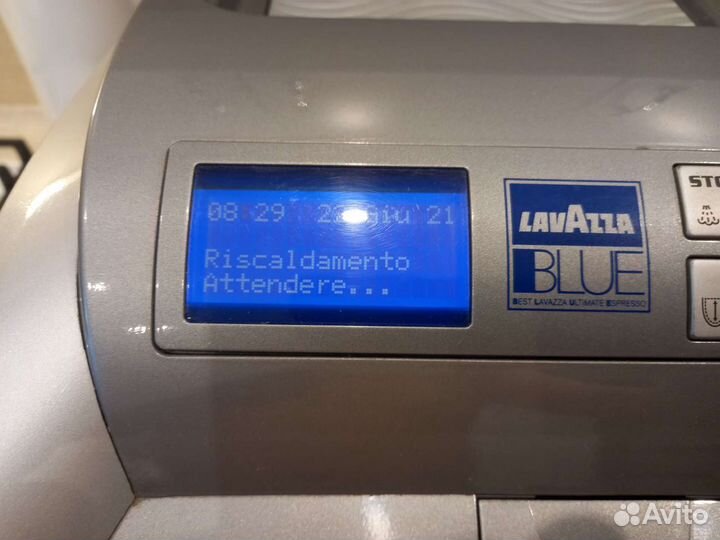 08:29 giu 21
Riscaldamento
Attendere...
LAVAZZA
BLUE
BEST LAVAZZA ULTIMATE ESPRESSO
Avito